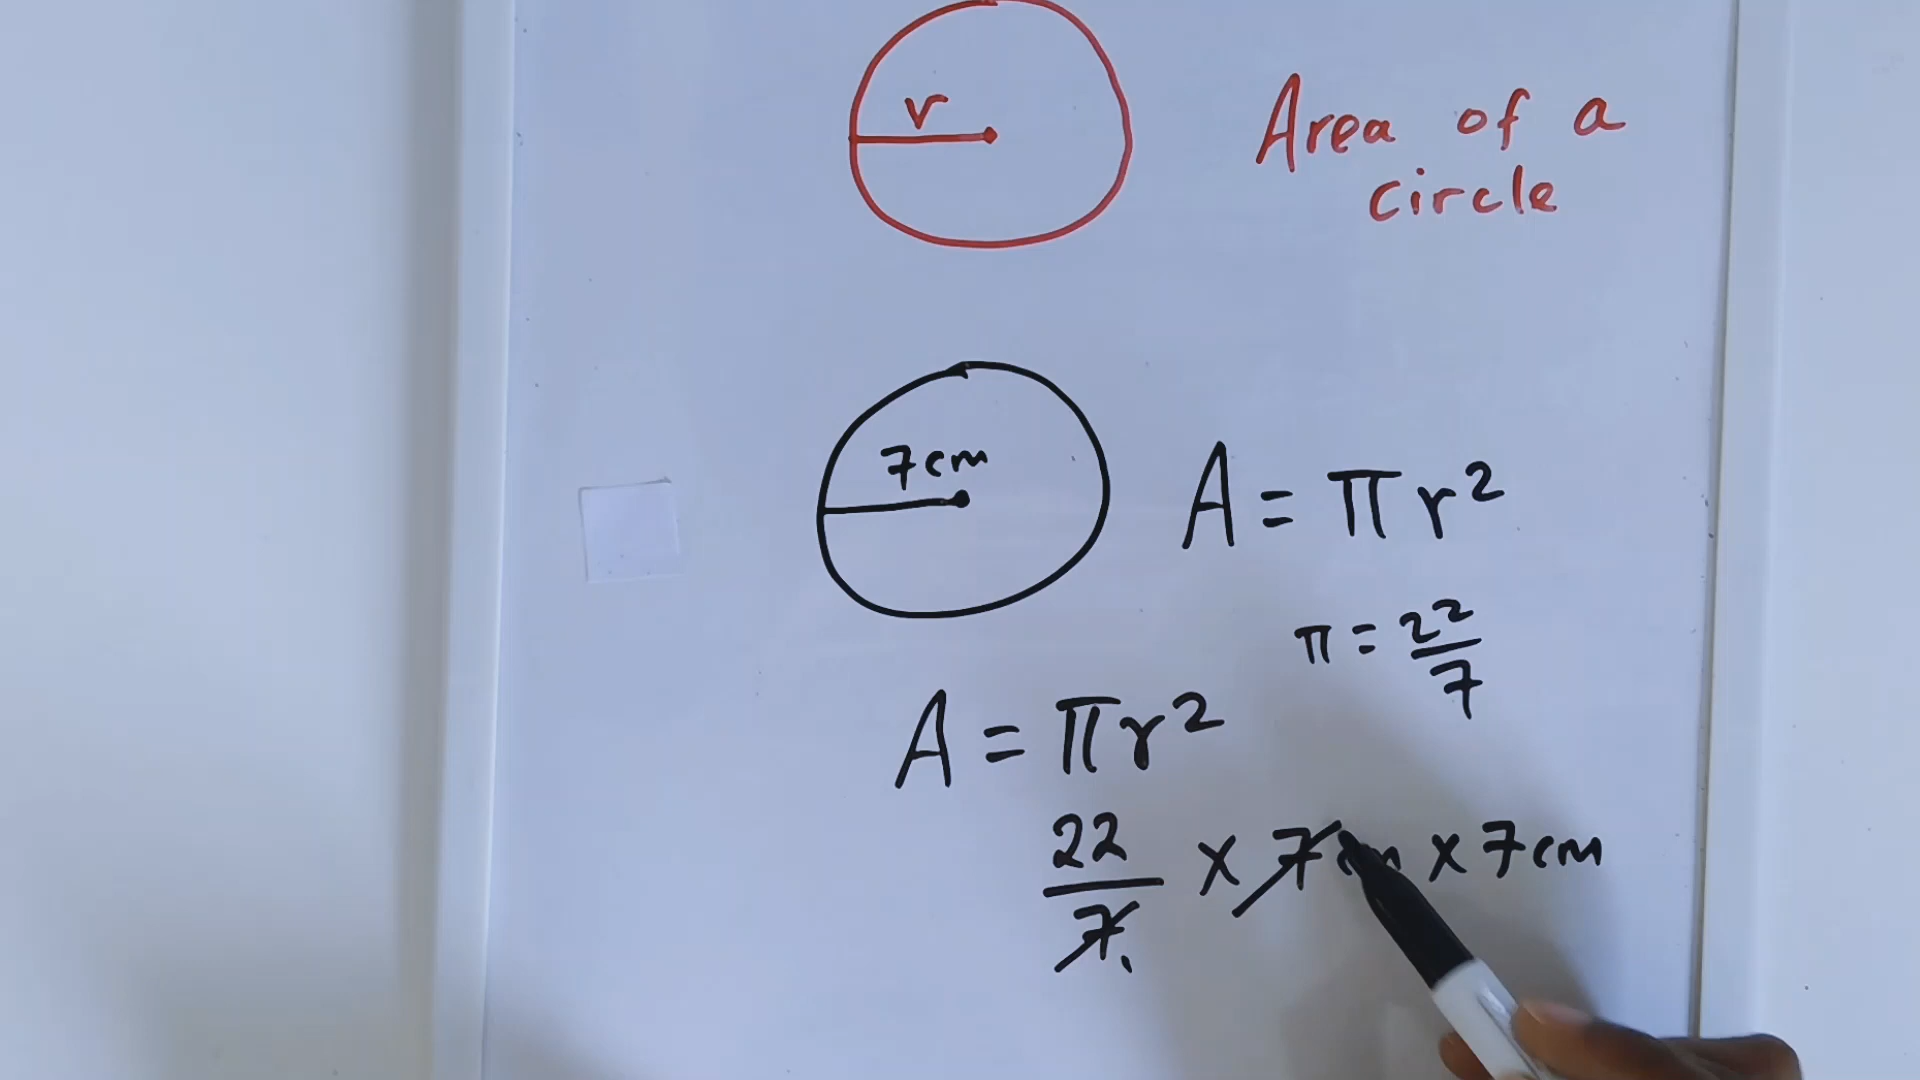 r
Area of a
circle
7cm
A = πr²
π = 22/7
A = πr²
22/7 × 7cm × 7cm